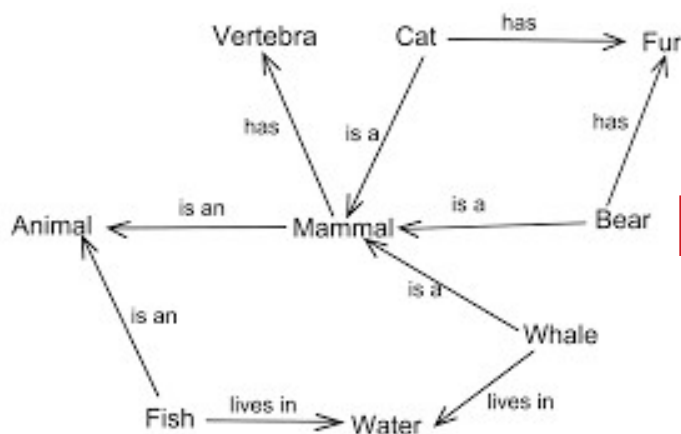 Vertebra
Cat
has
Fur
has
is a
has
Animal
is an
Mammal
is a
Bear
is an
is a
Whale
Fish
lives in
Water
lives in